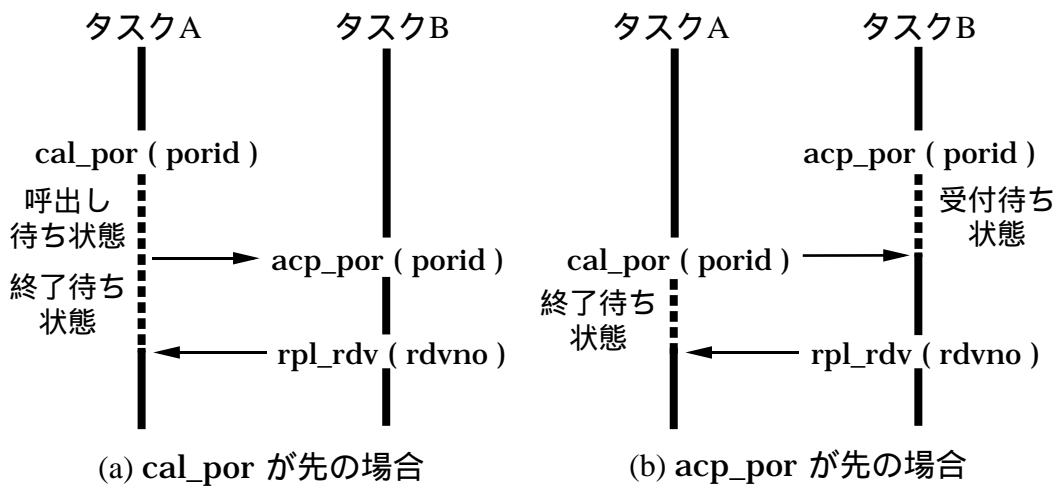 タスクA
タスクB
cal_por ( porid )
呼出し
待ち状態
acp_por ( porid )
終了待ち
状態
rpl_rdv ( rdvno )
(a) cal_por が先の場合
タスクA
タスクB
acp_por ( porid )
受付待ち
状態
cal_por ( porid )
終了待ち
状態
rpl_rdv ( rdvno )
(b) acp_por が先の場合